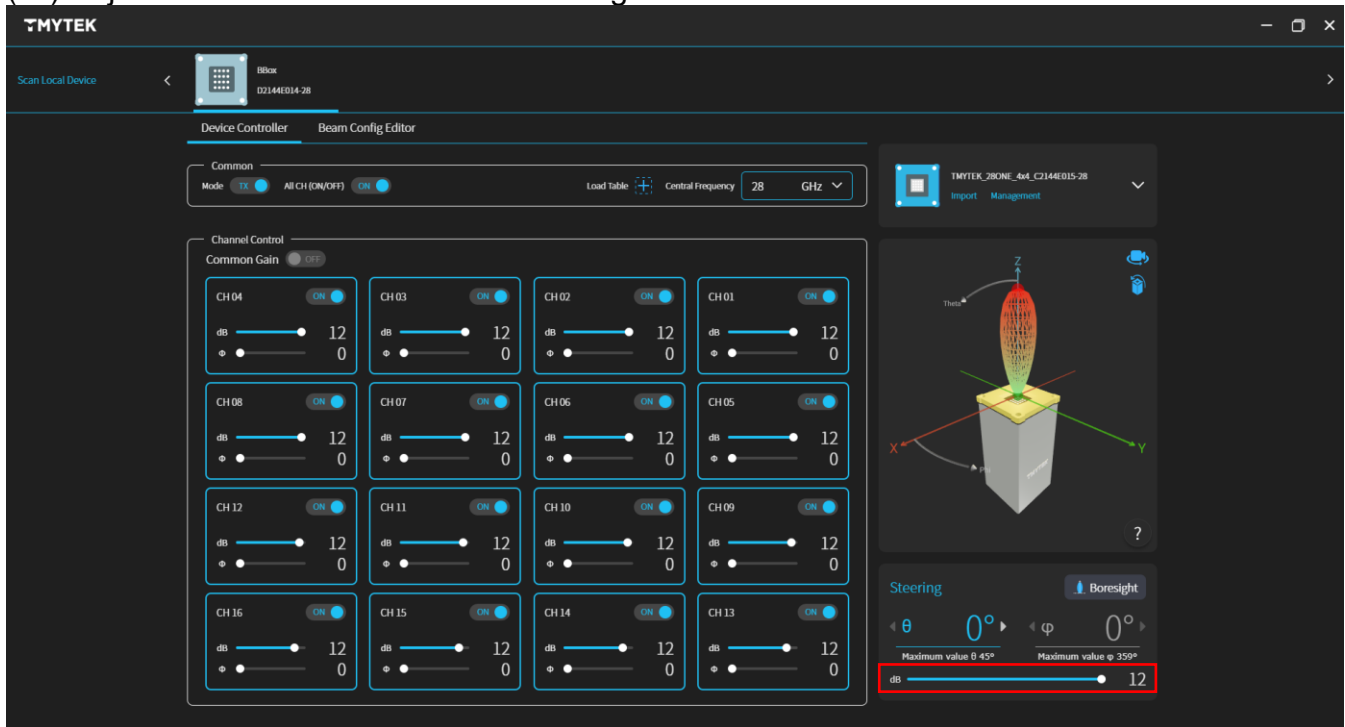 TMYTEK
Scan Local Device
BBox
D2144E014-28
Device Controller Beam Config Editor
Common
Mode TX All CH (ON/OFF) ON Load Table Central Frequency 28 GHz
TMYTEK_28ONE_4x4_C2144E015-28
Import Management
Channel Control
Common Gain OFF
CH 04 ON CH 03 ON CH 02 ON CH 01 ON
dB 12 dB 12 dB 12 dB 12
Φ 0 Φ 0 Φ 0 Φ 0
CH 08 ON CH 07 ON CH 06 ON CH 05 ON
dB 12 dB 12 dB 12 dB 12
Φ 0 Φ 0 Φ 0 Φ 0
CH 12 ON CH 11 ON CH 10 ON CH 09 ON
dB 12 dB 12 dB 12 dB 12
Φ 0 Φ 0 Φ 0 Φ 0
CH 16 ON CH 15 ON CH 14 ON CH 13 ON
dB 12 dB 12 dB 12 dB 12
Φ 0 Φ 0 Φ 0 Φ 0
Z
Theta
X
Y
Phi
TMYTEK
?
Steering Boresight
θ 0° φ 0°
Maximum value θ 45° Maximum value φ 359°
dB 12